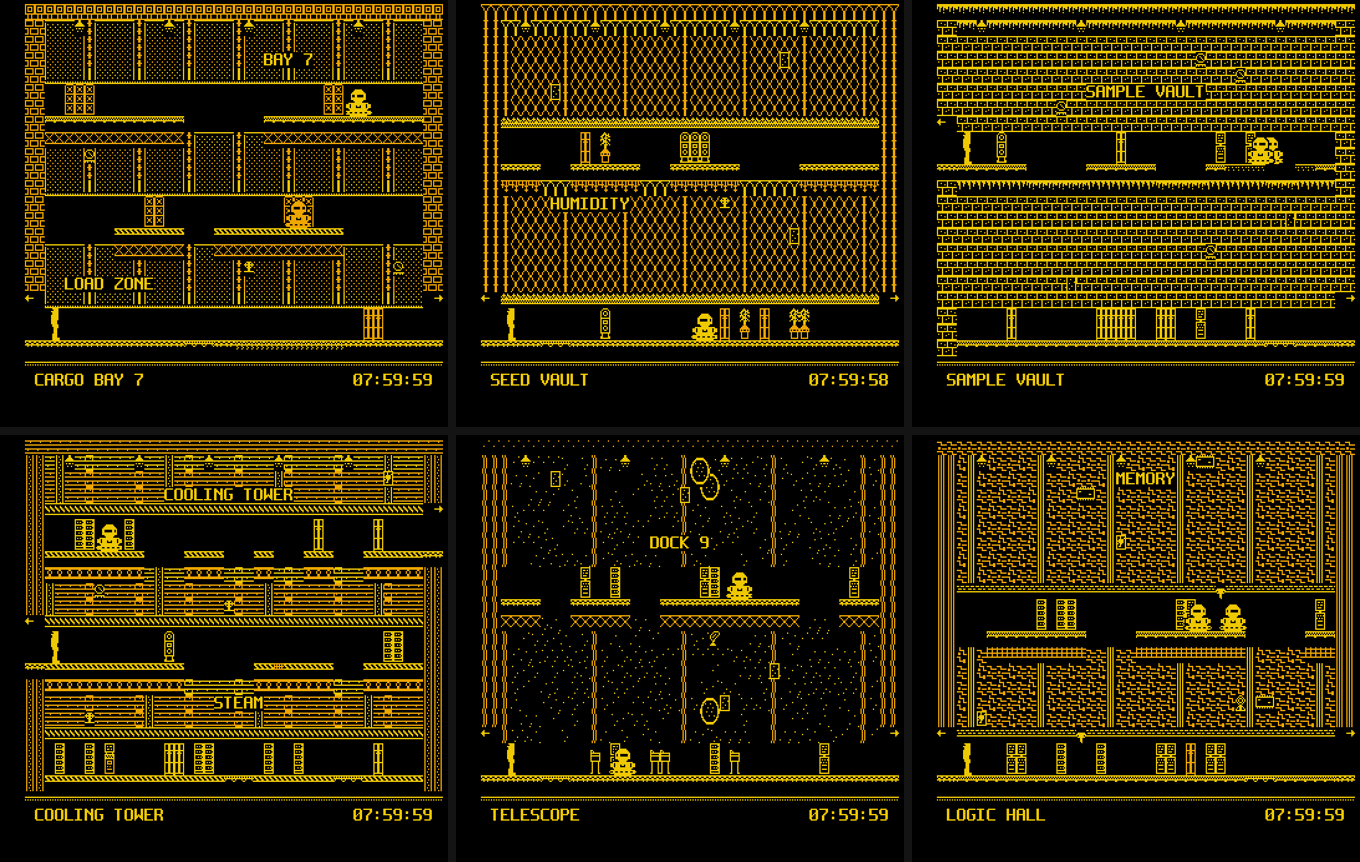 BAY 7
LOAD ZONE
CARGO BAY 7 07:59:59
HUMIDITY
SEED VAULT 07:59:58
SAMPLE VAULT
SAMPLE VAULT 07:59:59
COOLING TOWER
STEAM
COOLING TOWER 07:59:59
DOCK 9
TELESCOPE 07:59:59
MEMORY
LOGIC HALL 07:59:59